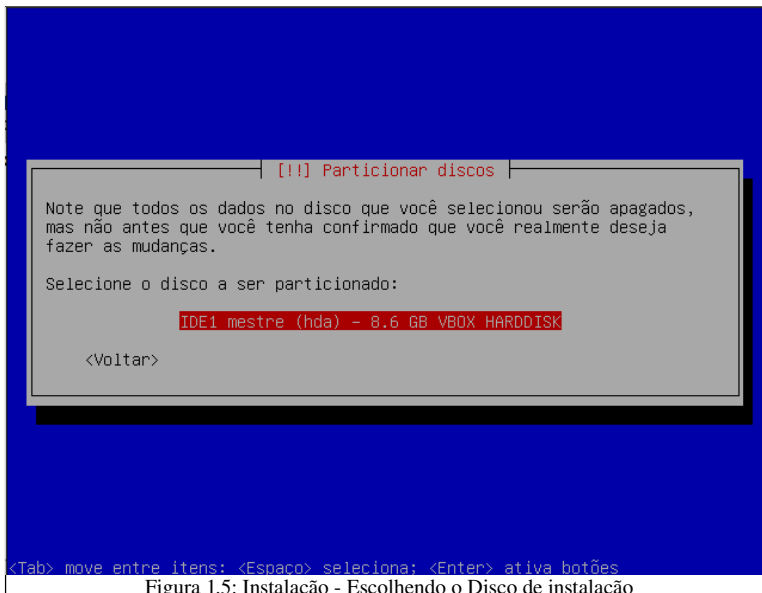 [!!] Particionar discos
Note que todos os dados no disco que você selecionou serão apagados,
mas não antes que você tenha confirmado que você realmente deseja
fazer as mudanças.
Selecione o disco a ser particionado:
IDE1 mestre (hda) – 8.6 GB VBOX HARDDISK
<Voltar>
<Tab> move entre itens; <Espaço> seleciona; <Enter> ativa botões
Figura 1.5: Instalação - Escolhendo o Disco de instalação